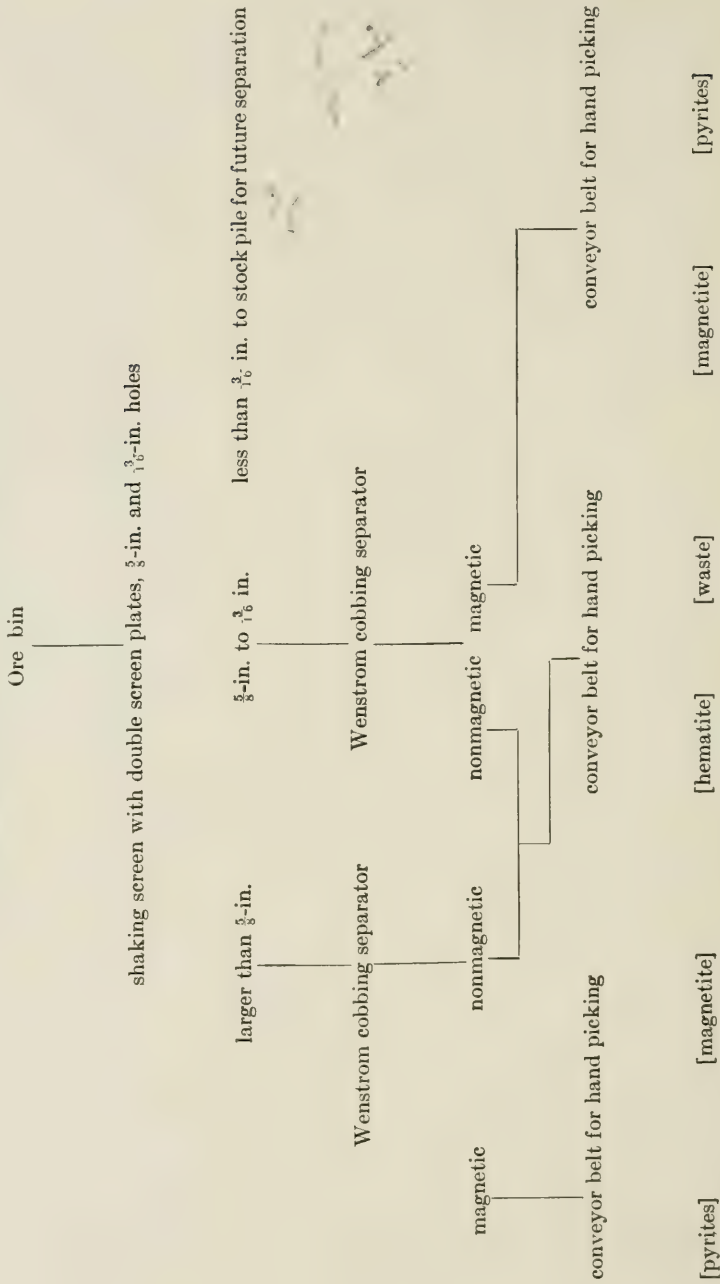 Ore bin
shaking screen with double screen plates, ⅝-in. and 3/16-in. holes
larger than ⅝-in.
⅝-in. to 3/16 in.
less than 3/16 in. to stock pile for future separation
Wenstrom cobbing separator
Wenstrom cobbing separator
magnetic
nonmagnetic
nonmagnetic
magnetic
conveyor belt for hand picking
conveyor belt for hand picking
conveyor belt for hand picking
[pyrites]
[magnetite]
[hematite]
[waste]
[magnetite]
[pyrites]